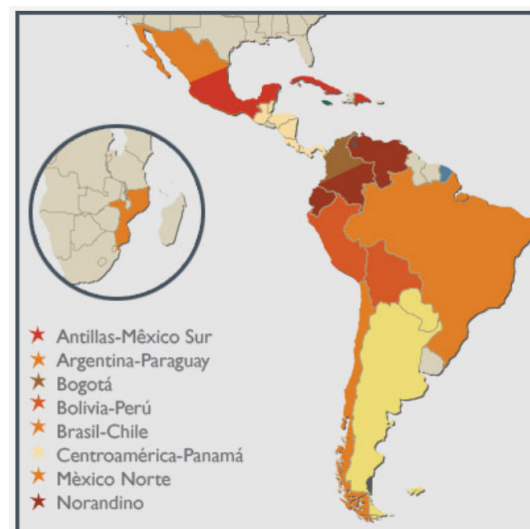 Antillas-Mêxico Sur
Argentina-Paraguay
Bogotá
Bolivia-Perú
Brasil-Chile
Centroamérica-Panamá
Mèxico Norte
Norandino